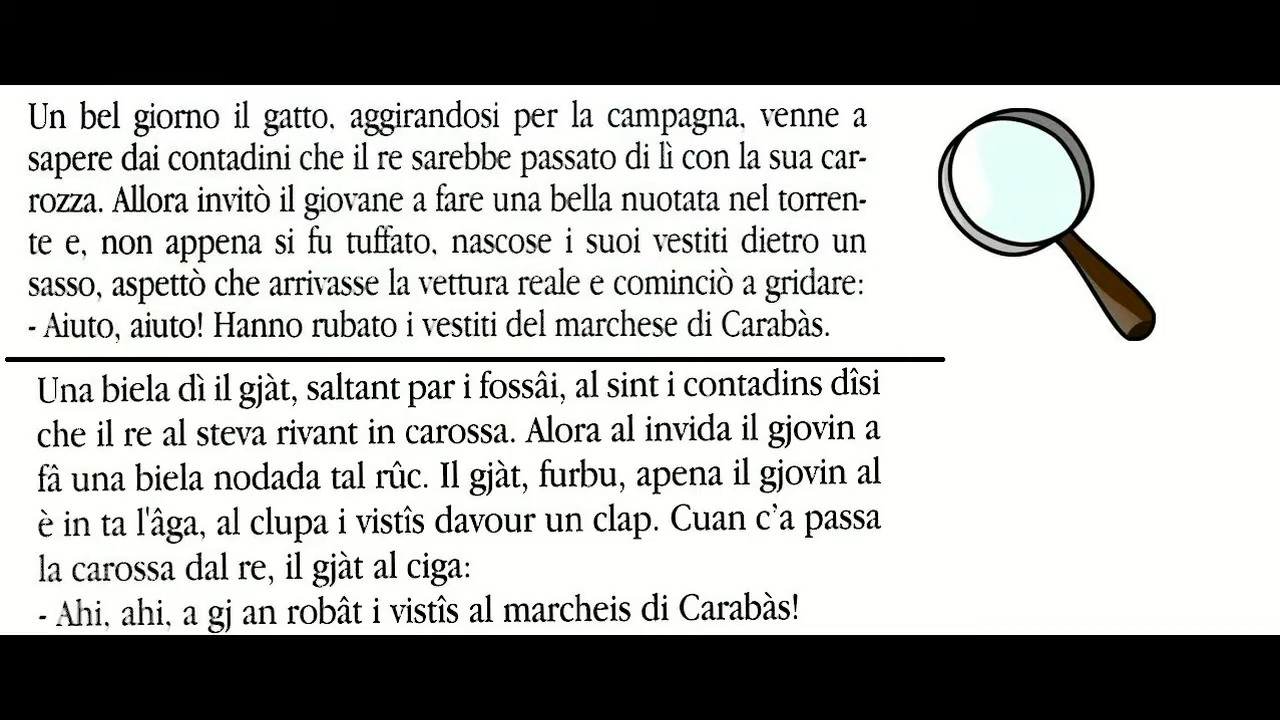 Un bel giorno il gatto, aggirandosi per la campagna, venne a
sapere dai contadini che il re sarebbe passato di lì con la sua car-
rozza. Allora invitò il giovane a fare una bella nuotata nel torren-
te e, non appena si fu tuffato, nascose i suoi vestiti dietro un
sasso, aspettò che arrivasse la vettura reale e cominciò a gridare:
- Aiuto, aiuto! Hanno rubato i vestiti del marchese di Carabàs.
Una biela dì il gjàt, saltant par i fossâi, al sint i contadins dîsi
che il re al steva rivant in carossa. Alora al invida il gjovin a
fâ una biela nodada tal rûc. Il gjàt, furbu, apena il gjovin al
è in ta l'âga, al clupa i vistîs davour un clap. Cuan c'a passa
la carossa dal re, il gjàt al ciga:
- Ahi, ahi, a gj an robât i vistîs al marcheis di Carabàs!